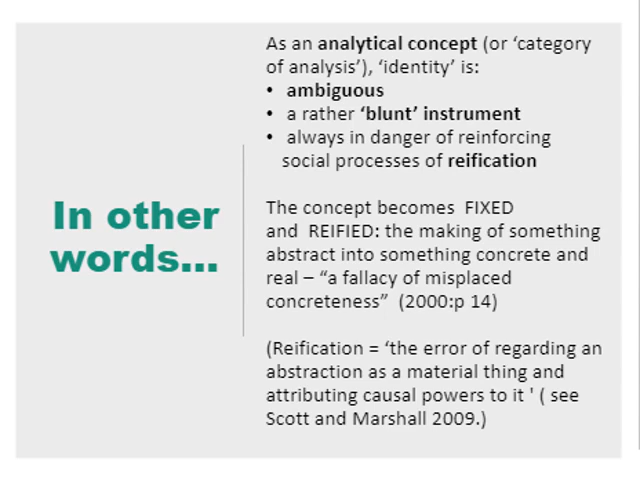 In other
words...
As an analytical concept (or ‘category
of analysis’), ‘identity’ is:
• ambiguous
• a rather ‘blunt’ instrument
• always in danger of reinforcing
social processes of reification
The concept becomes FIXED
and REIFIED: the making of something
abstract into something concrete and
real – “a fallacy of misplaced
concreteness” (2000:p 14)
(Reification = ‘the error of regarding an
abstraction as a material thing and
attributing causal powers to it ' ( see
Scott and Marshall 2009.)